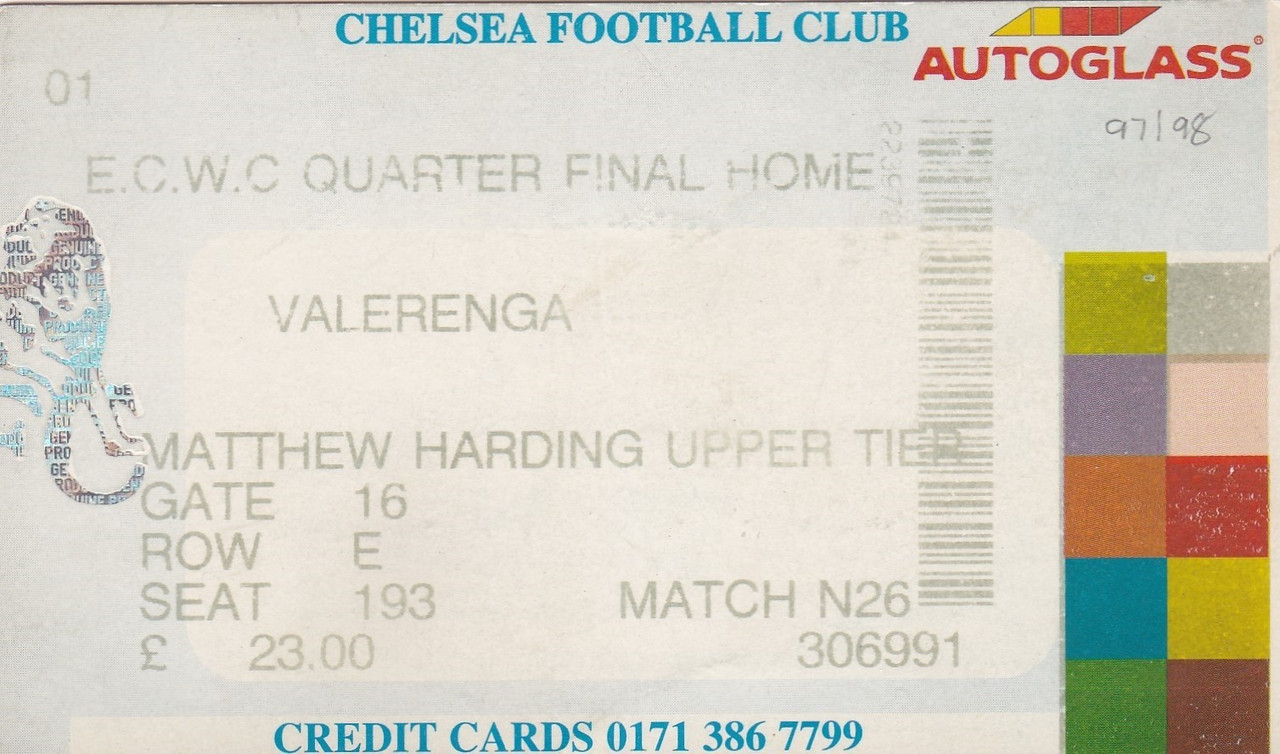 CHELSEA FOOTBALL CLUB
AUTOGLASS®
01
97/98
E.C.W.C QUARTER FINAL HOME
VALERENGA
MATTHEW HARDING UPPER TIER
GATE 16
ROW E
SEAT 193
MATCH N26
£ 23.00
306991
CREDIT CARDS 0171 386 7799